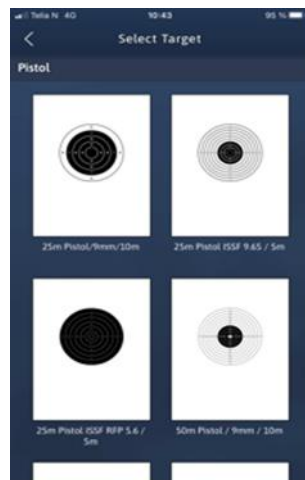 Telia N 4G 10:43 95 %
Select Target
Pistol
25m Pistol/9mm/10m
25m Pistol ISSF 9.65 / 5m
25m Pistol ISSF RFP 5.6 /
5m
50m Pistol / 9mm / 10m